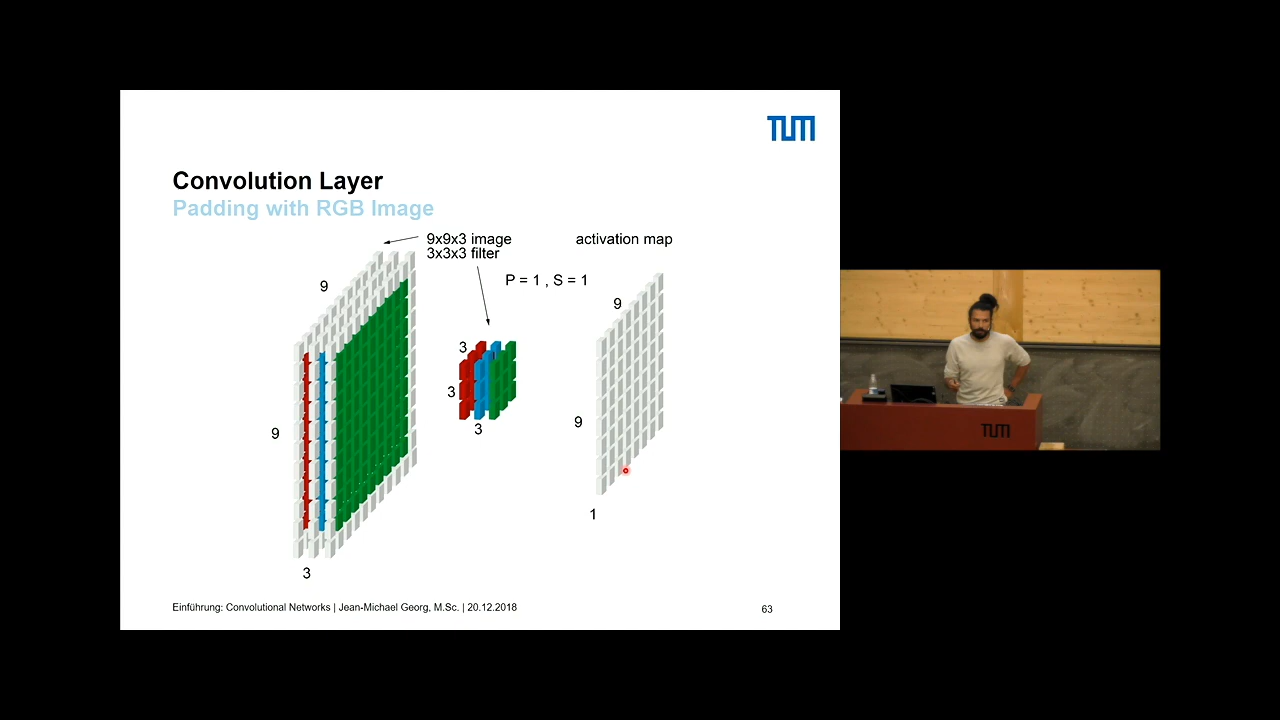 TUM
Convolution Layer
Padding with RGB Image
9x9x3 image
3x3x3 filter
activation map
P = 1 , S = 1
9
9
3
3
3
3
9
9
1
Einführung: Convolutional Networks | Jean-Michael Georg, M.Sc. | 20.12.2018
63
TUM